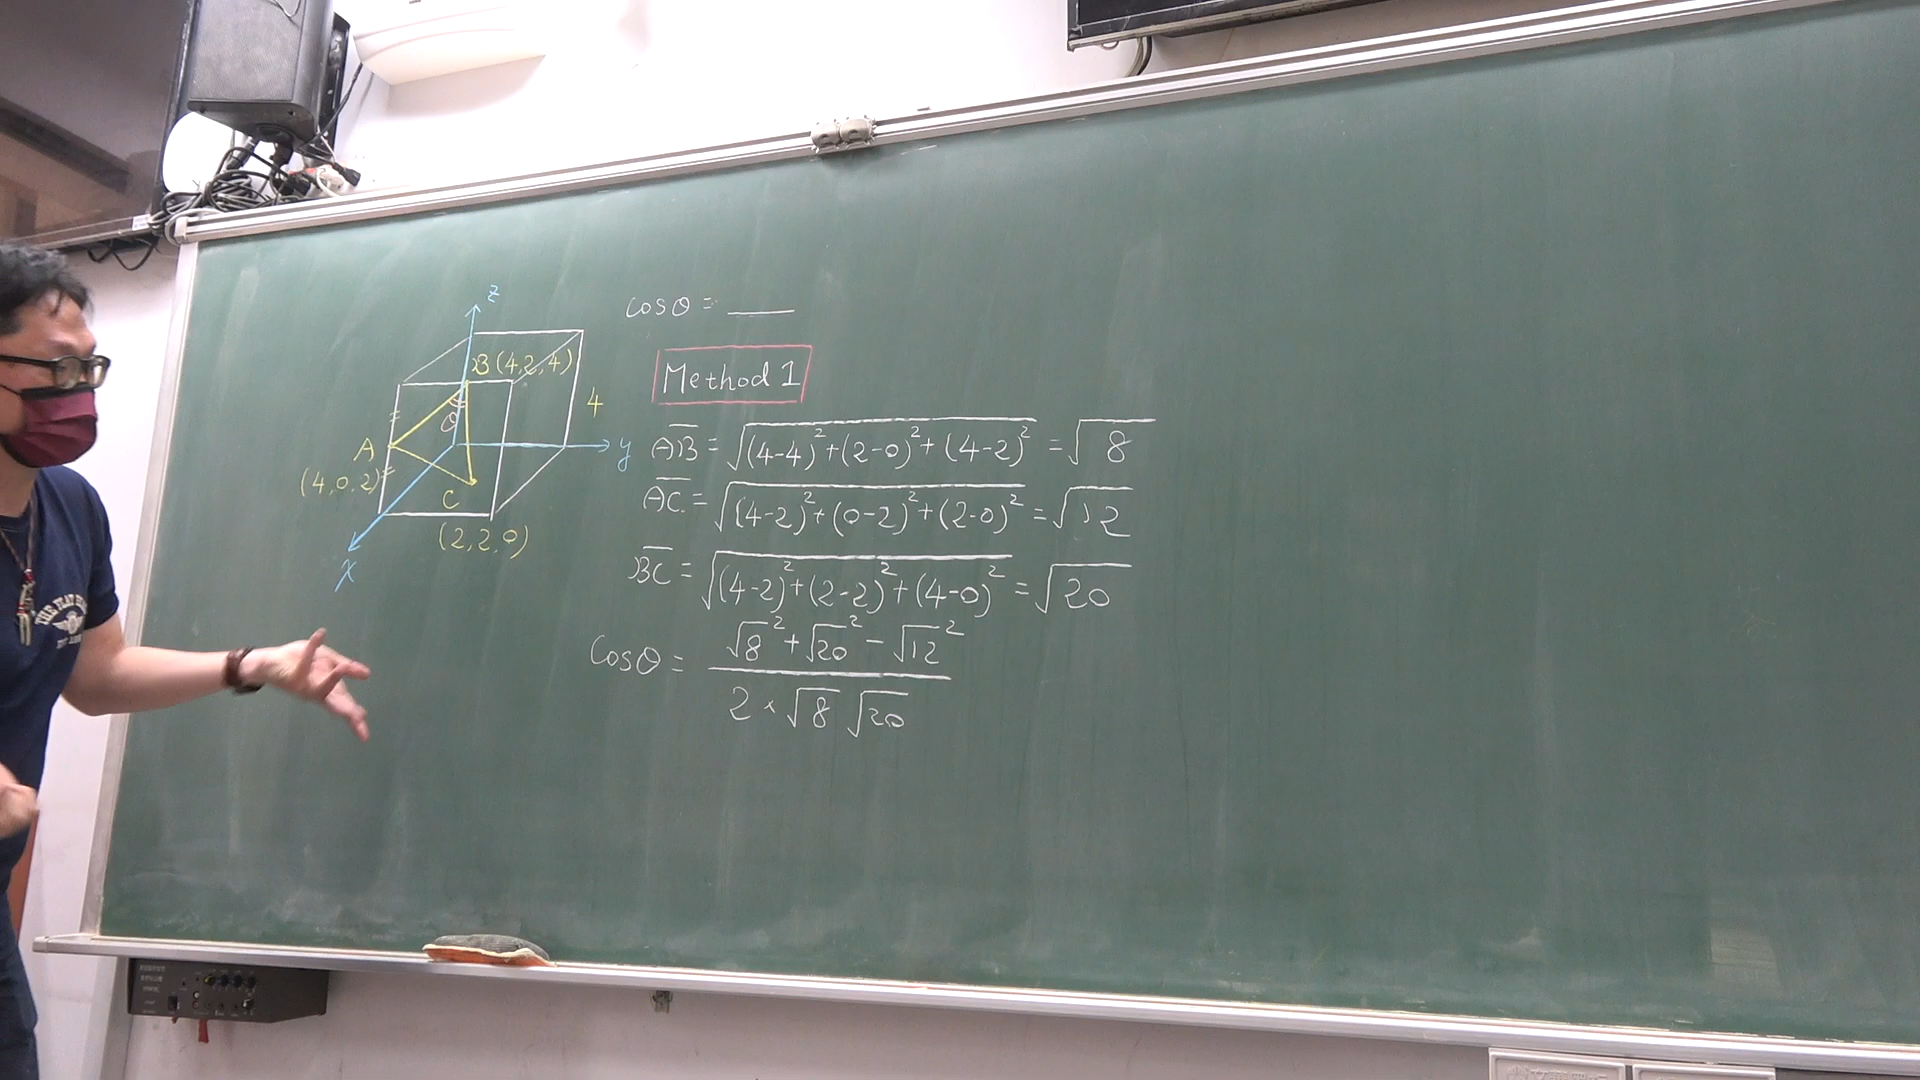 z
B(4,2,4)
θ
4
A
y
(4,0,2)
C
(2,2,0)
x
cosθ = ___
Method 1
AB̅ = √(4-4)²+(2-0)²+(4-2)² = √8
AC̅ = √(4-2)²+(0-2)²+(2-0)² = √12
BC̅ = √(4-2)²+(2-2)²+(4-0)² = √20
√8² + √20² - √12²
Cosθ =
2 × √8 √20